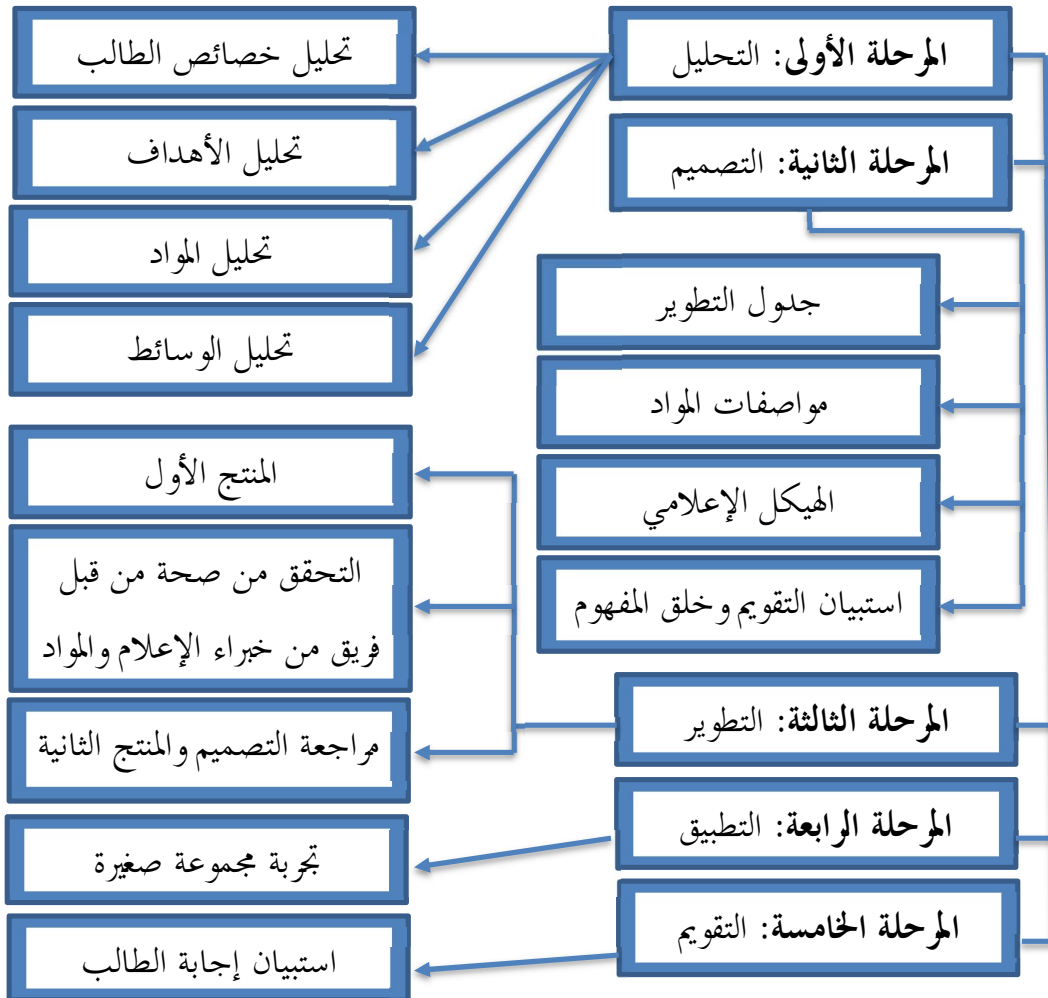 المرحلة الأولى: التحليل
تحليل خصائص الطالب
تحليل الأهداف
تحليل المواد
تحليل الوسائط
المرحلة الثانية: التصميم
جدول التطوير
مواصفات المواد
الهيكل الإعلامي
استبيان التقويم وخلق المفهوم
المرحلة الثالثة: التطوير
المنتج الأول
التحقق من صحة من قبل
فريق من خبراء الإعلام والمواد
مراجعة التصميم والمنتج الثانية
المرحلة الرابعة: التطبيق
تجربة مجموعة صغيرة
المرحلة الخامسة: التقويم
استبيان إجابة الطالب